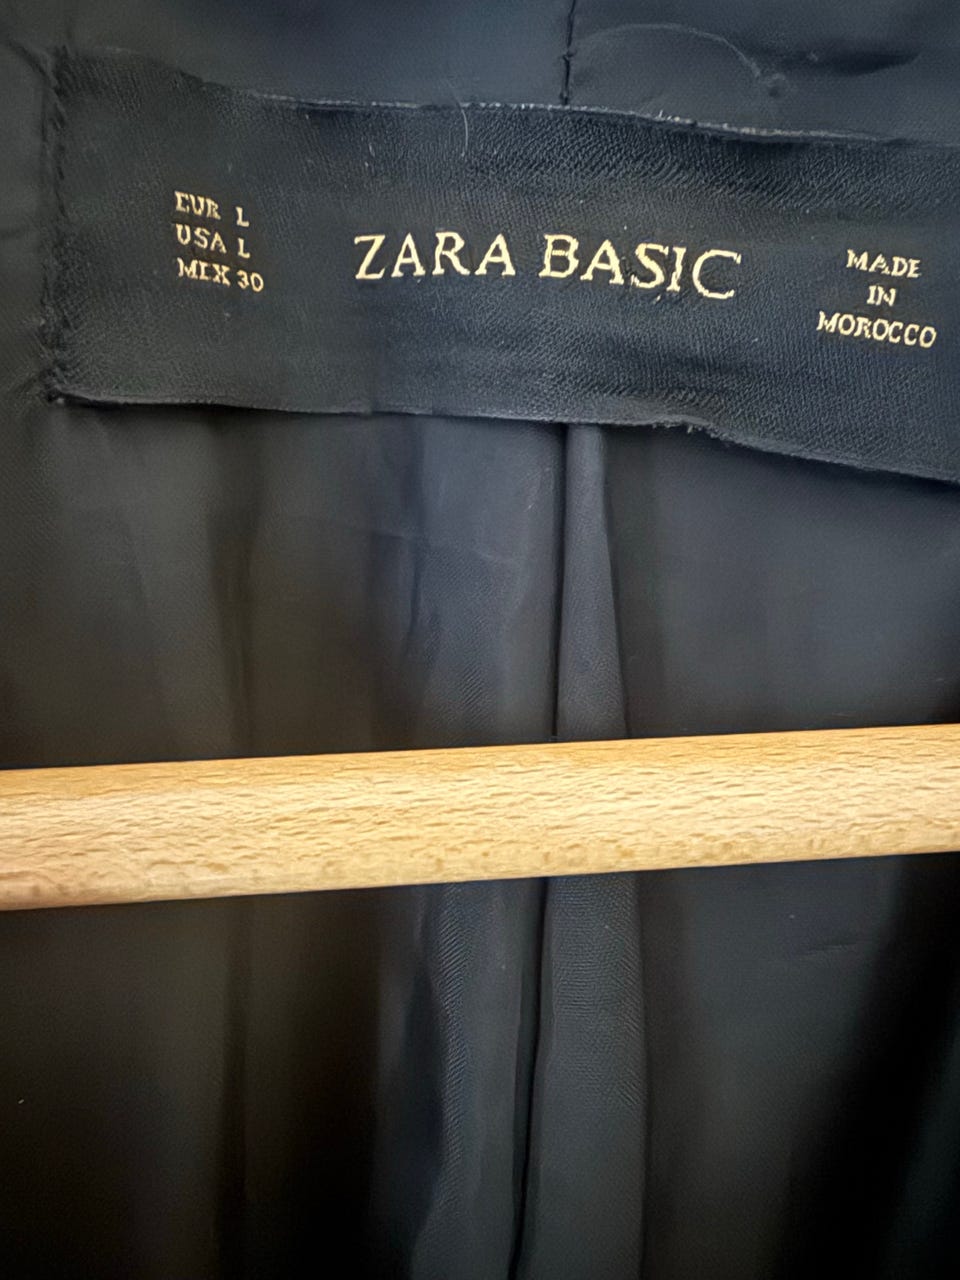 EUR L
USA L
MEX 30
ZARA BASIC
MADE
IN
MOROCCO